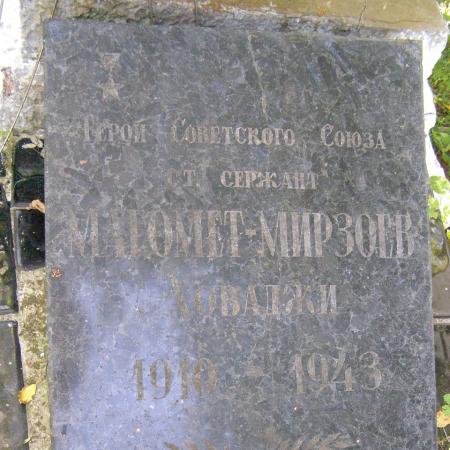 Герой Советского Союза
ст. сержант
Магомет-Мирзоев
Ховаджи
1910 - 1943